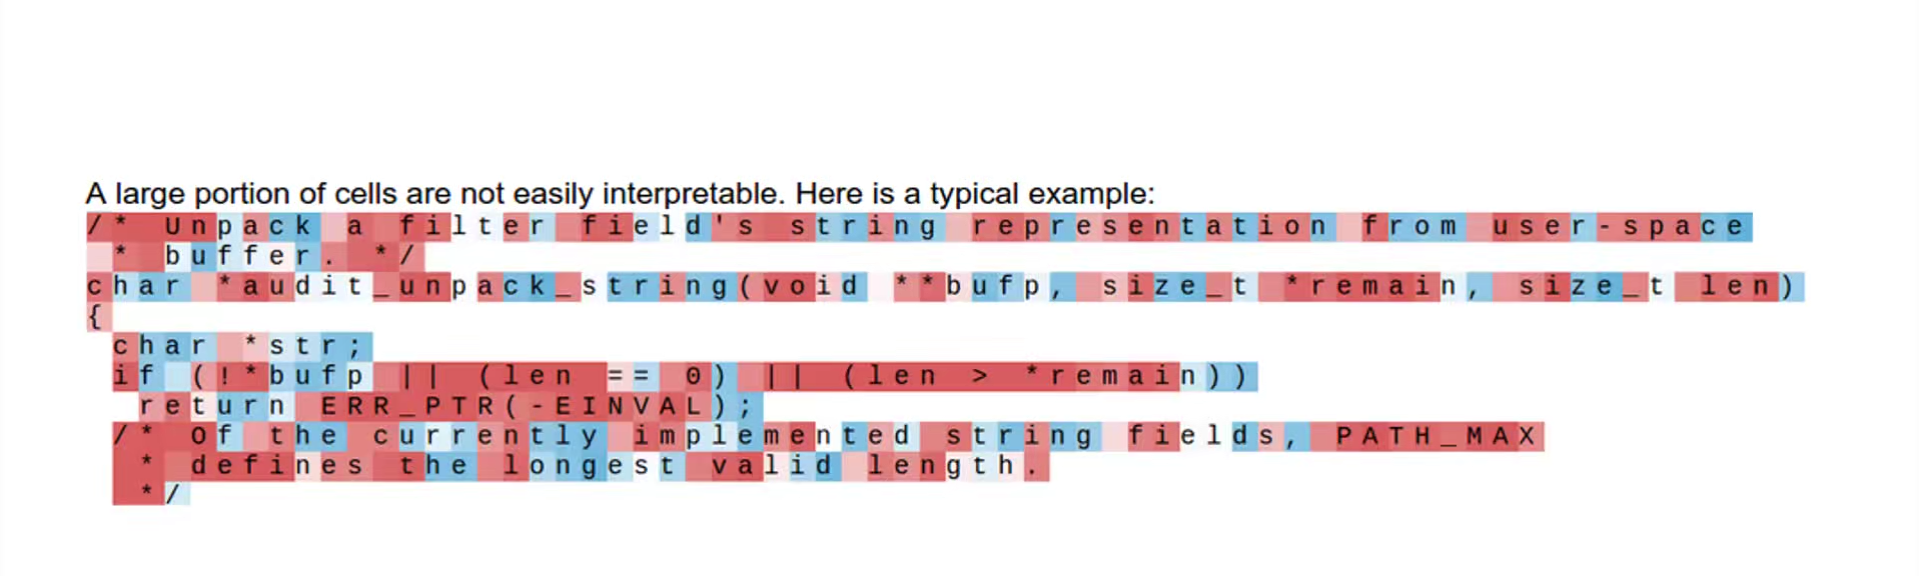 A large portion of cells are not easily interpretable. Here is a typical example:
/* Unpack a filter field's string representation from user-space
 * buffer. */
char *audit_unpack_string(void **bufp, size_t *remain, size_t len)
{
 char *str;
 if (!*bufp || (len == 0) || (len > *remain))
  return ERR_PTR(-EINVAL);
 /* Of the currently implemented string fields, PATH_MAX
  * defines the longest valid length.
  */